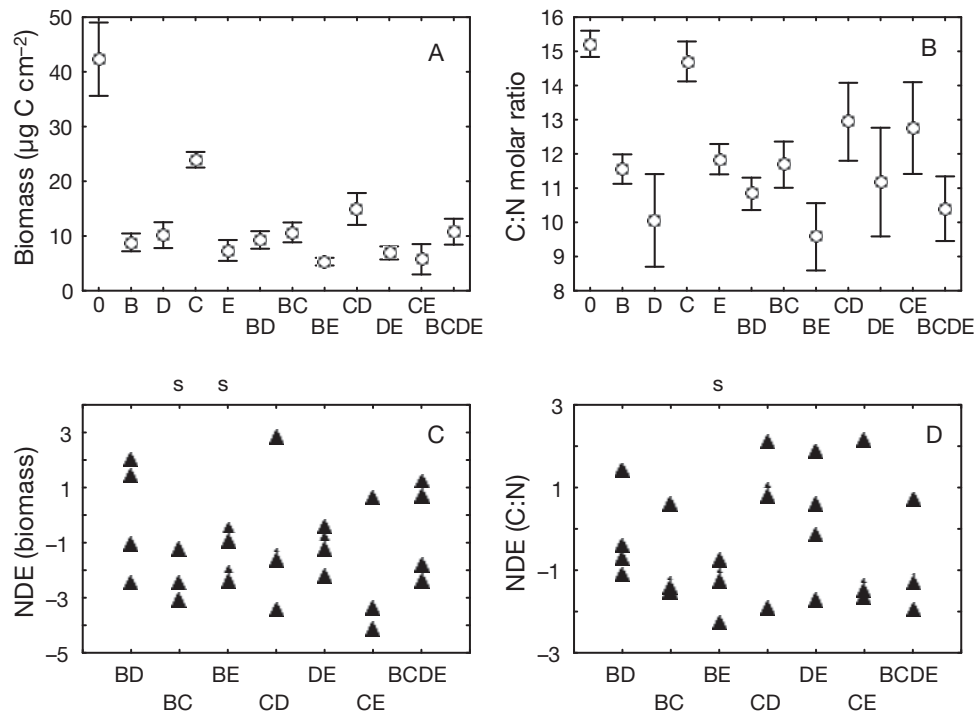 A
Biomass (µg C cm⁻²)
50
40
30
20
10
0
0 B D C E BD BC BE CD DE CE BCDE
B
C:N molar ratio
16
15
14
13
12
11
10
9
8
0 B D C E BD BC BE CD DE CE BCDE
s s
C
NDE (biomass)
3
1
−1
−3
−5
BD BC BE CD DE CE BCDE
s
D
NDE (C:N)
3
1
−1
−3
BD BC BE CD DE CE BCDE